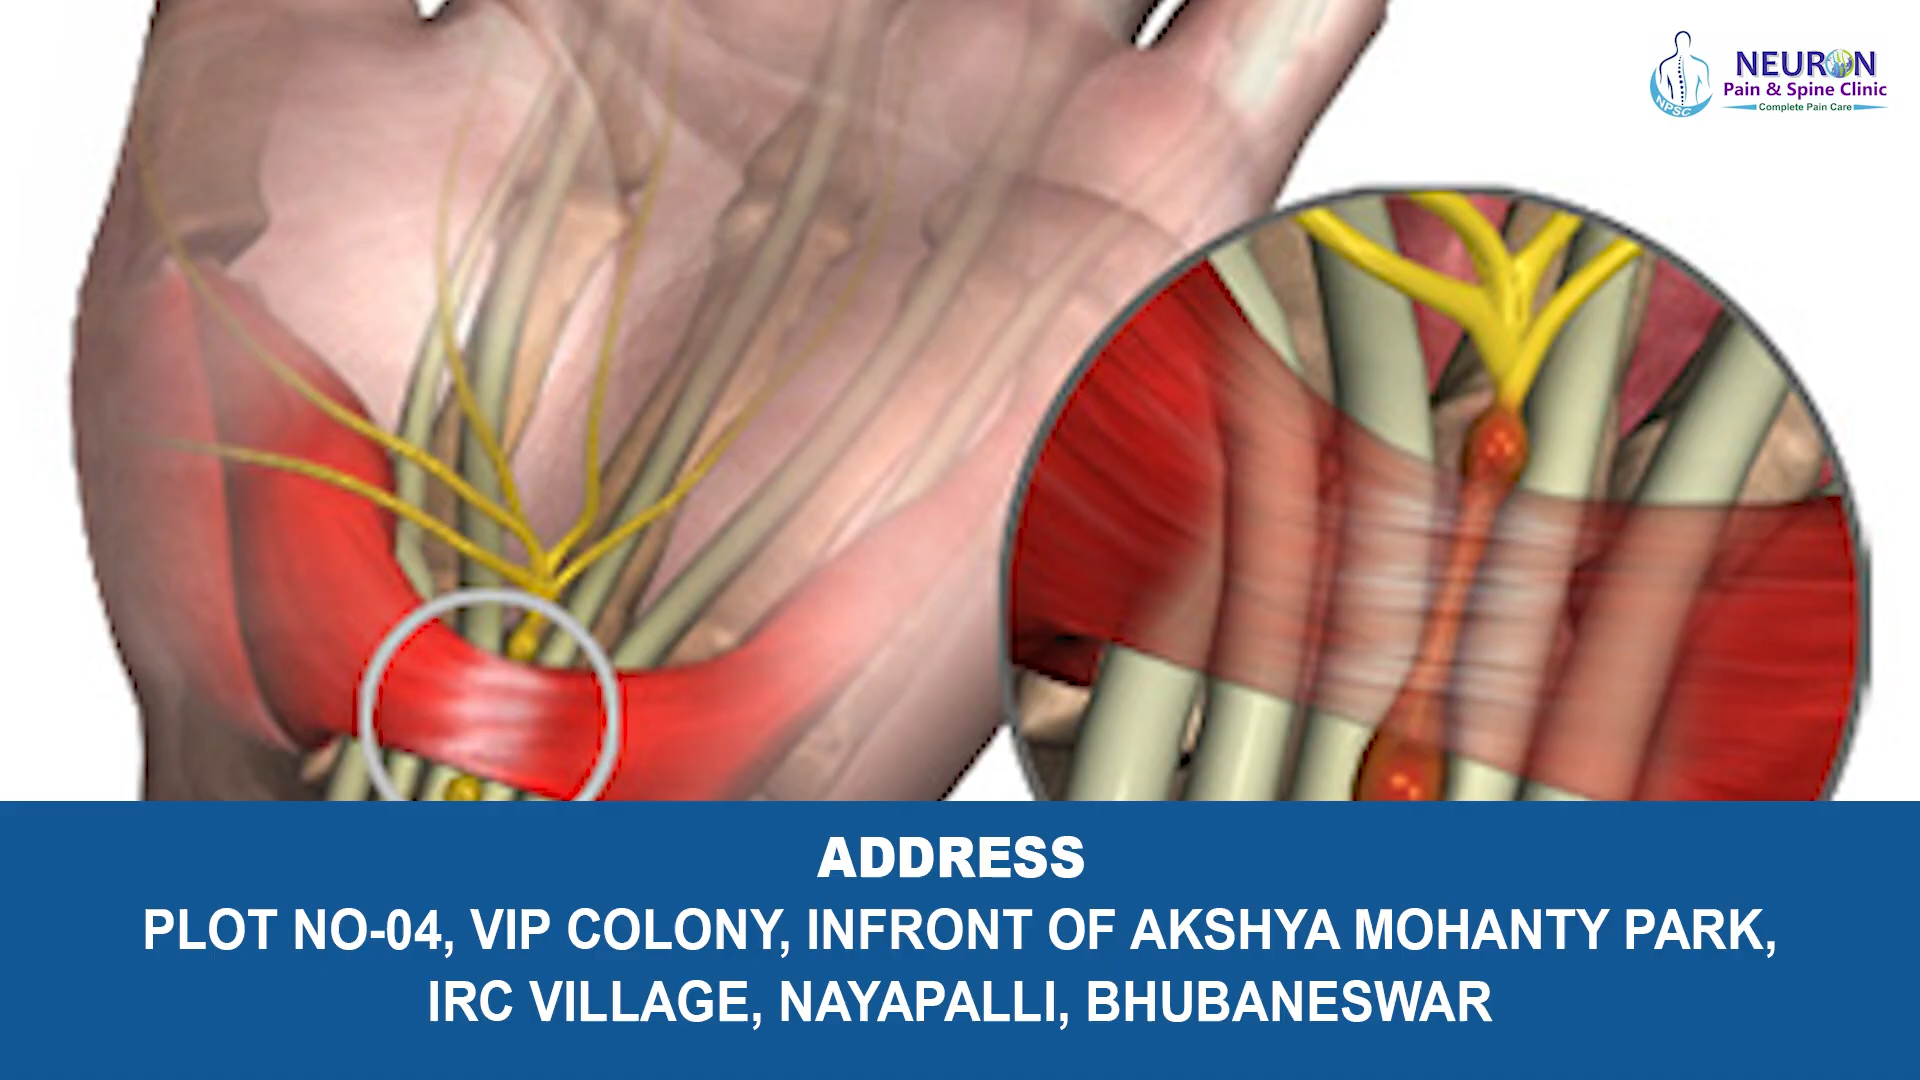 NEURON
Pain & Spine Clinic
Complete Pain Care
NPSC
ADDRESS
PLOT NO-04, VIP COLONY, INFRONT OF AKSHYA MOHANTY PARK,
IRC VILLAGE, NAYAPALLI, BHUBANESWAR